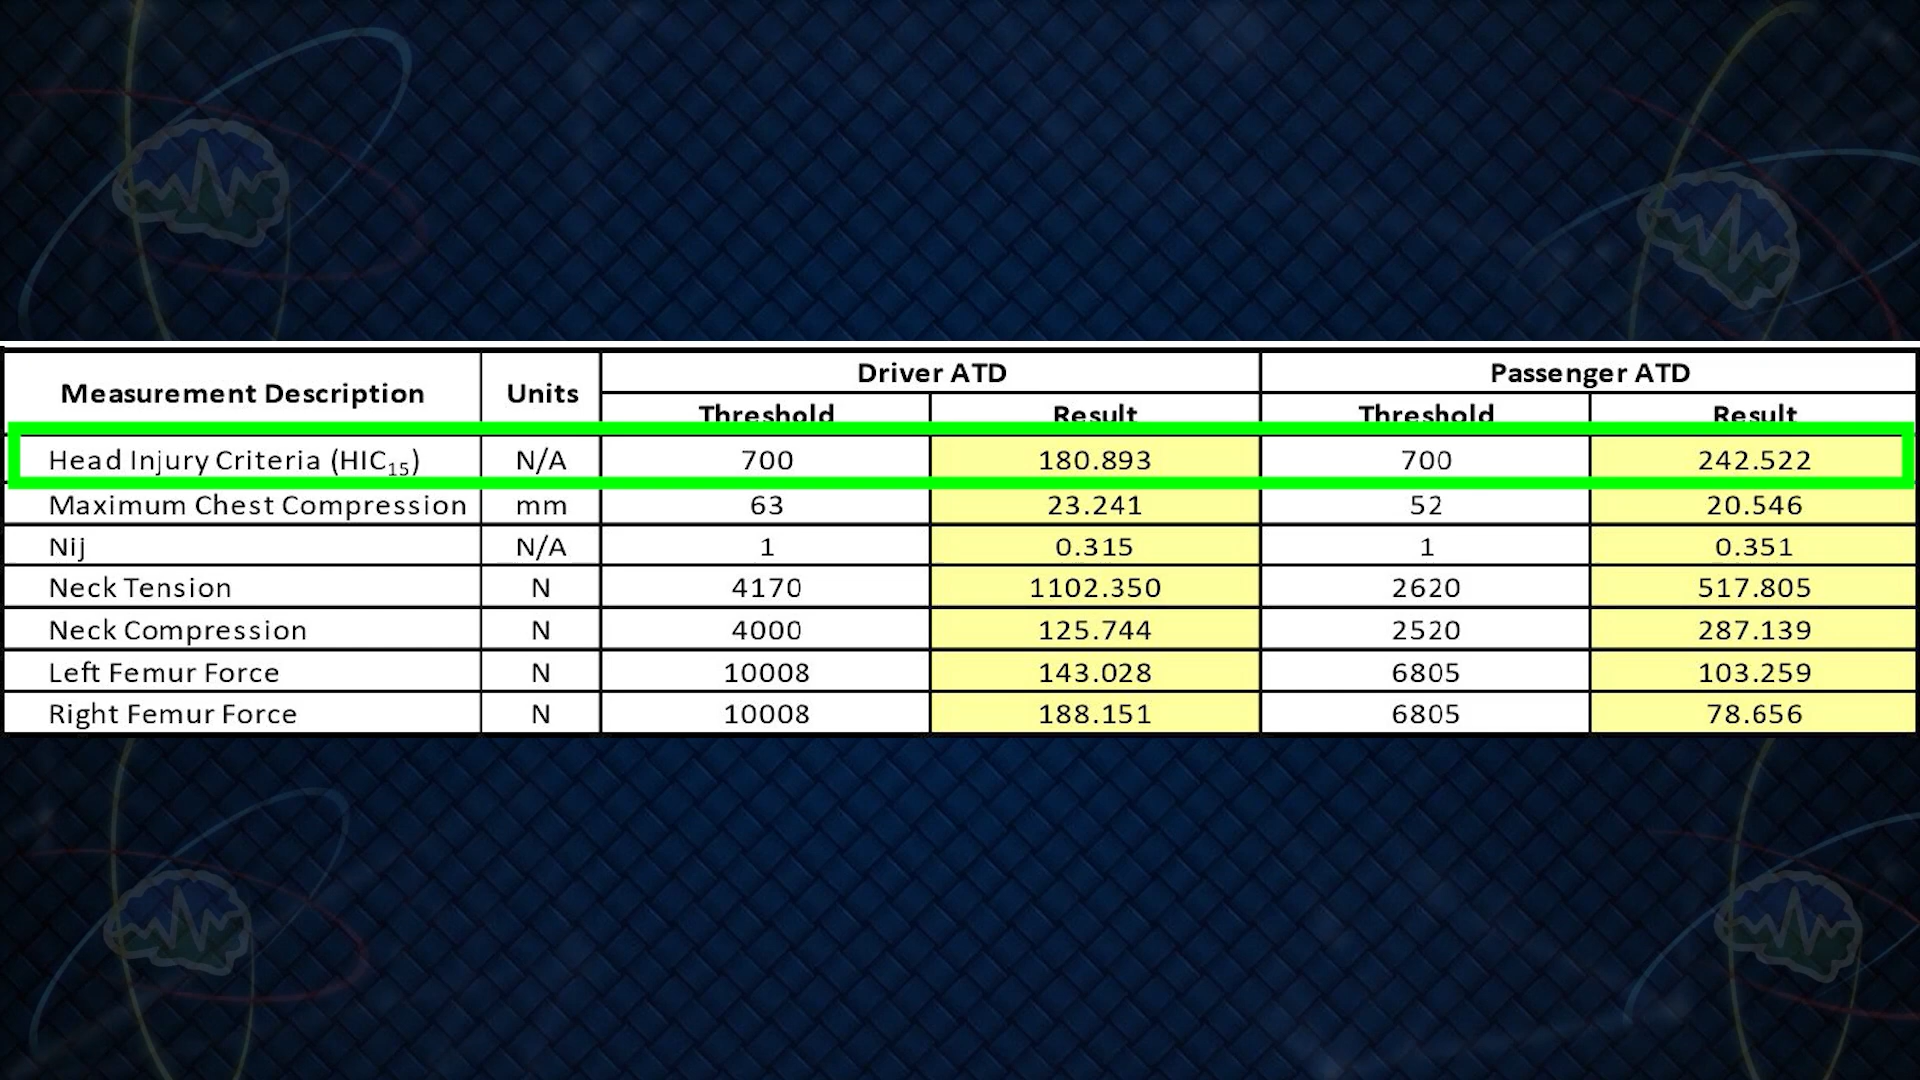 Measurement Description Units Driver ATD Passenger ATD
Threshold Result Threshold Result
Head Injury Criteria (HIC15) N/A 700 180.893 700 242.522
Maximum Chest Compression mm 63 23.241 52 20.546
Nij N/A 1 0.315 1 0.351
Neck Tension N 4170 1102.350 2620 517.805
Neck Compression N 4000 125.744 2520 287.139
Left Femur Force N 10008 143.028 6805 103.259
Right Femur Force N 10008 188.151 6805 78.656